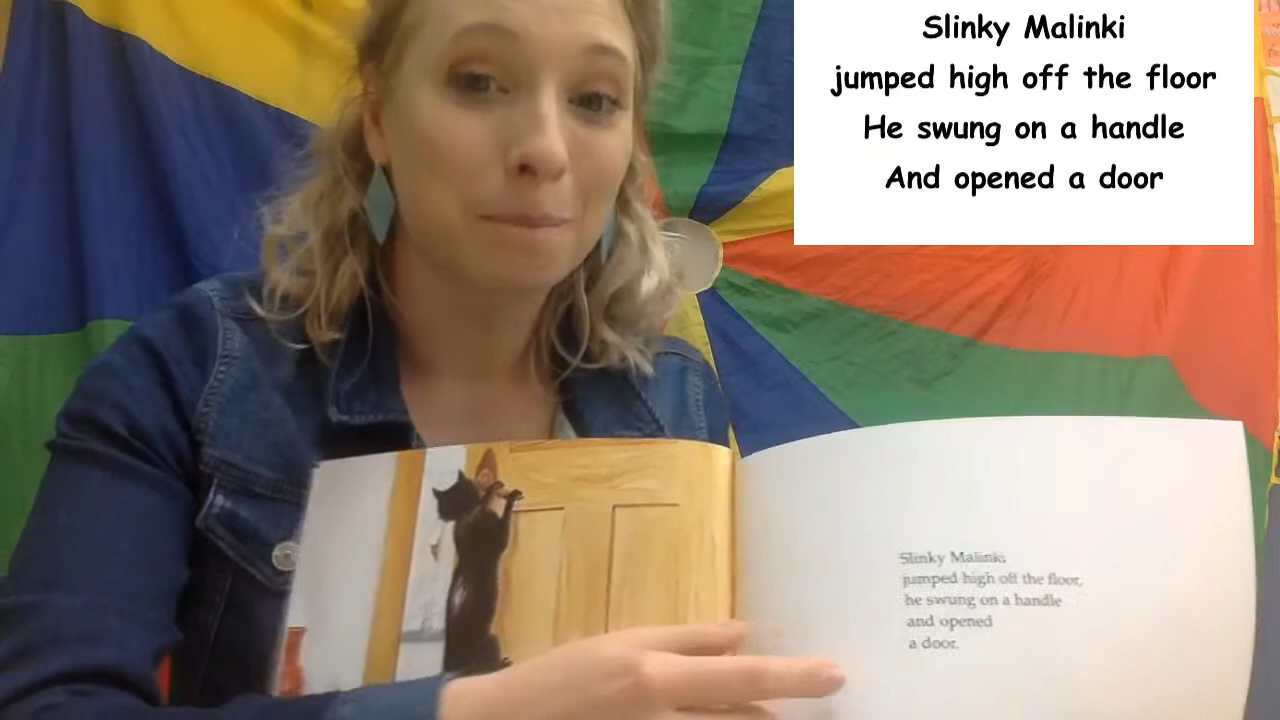 Slinky Malinki
jumped high off the floor
He swung on a handle
And opened a door
Slinky Malinki
jumped high off the floor,
he swung on a handle
and opened
a door.